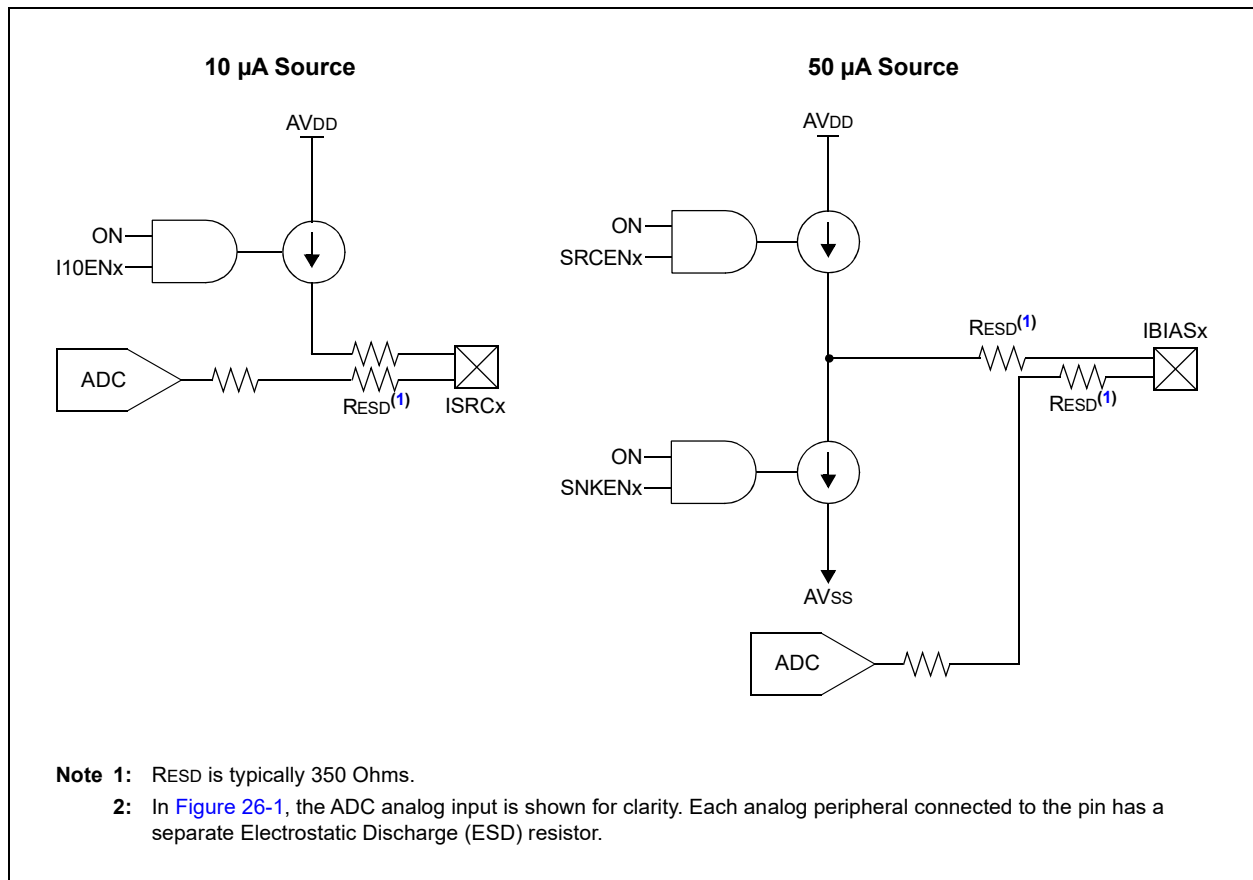 10 µA Source
AVDD
ON
I10ENx
ADC
RESD(1)
ISRCx
50 µA Source
AVDD
ON
SRCENx
RESD(1)
IBIASx
RESD(1)
ON
SNKENx
AVSS
ADC
Note 1: RESD is typically 350 Ohms.
2: In Figure 26-1, the ADC analog input is shown for clarity. Each analog peripheral connected to the pin has a
separate Electrostatic Discharge (ESD) resistor.